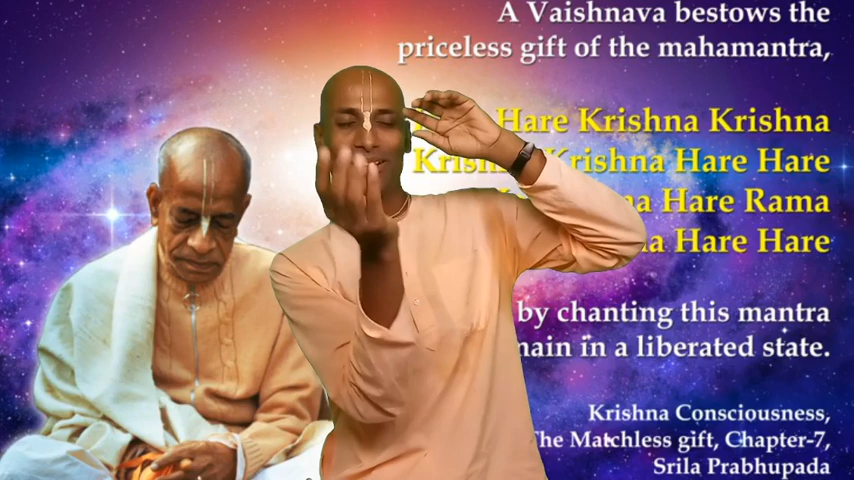 A Vaishnava bestows the
priceless gift of the mahamantra,
Hare Krishna Krishna
Krishna Hare Hare
Hare Rama
Hare Hare
by chanting this mantra
in a liberated state.
Krishna Consciousness,
The Matchless gift, Chapter-7,
Srila Prabhupada